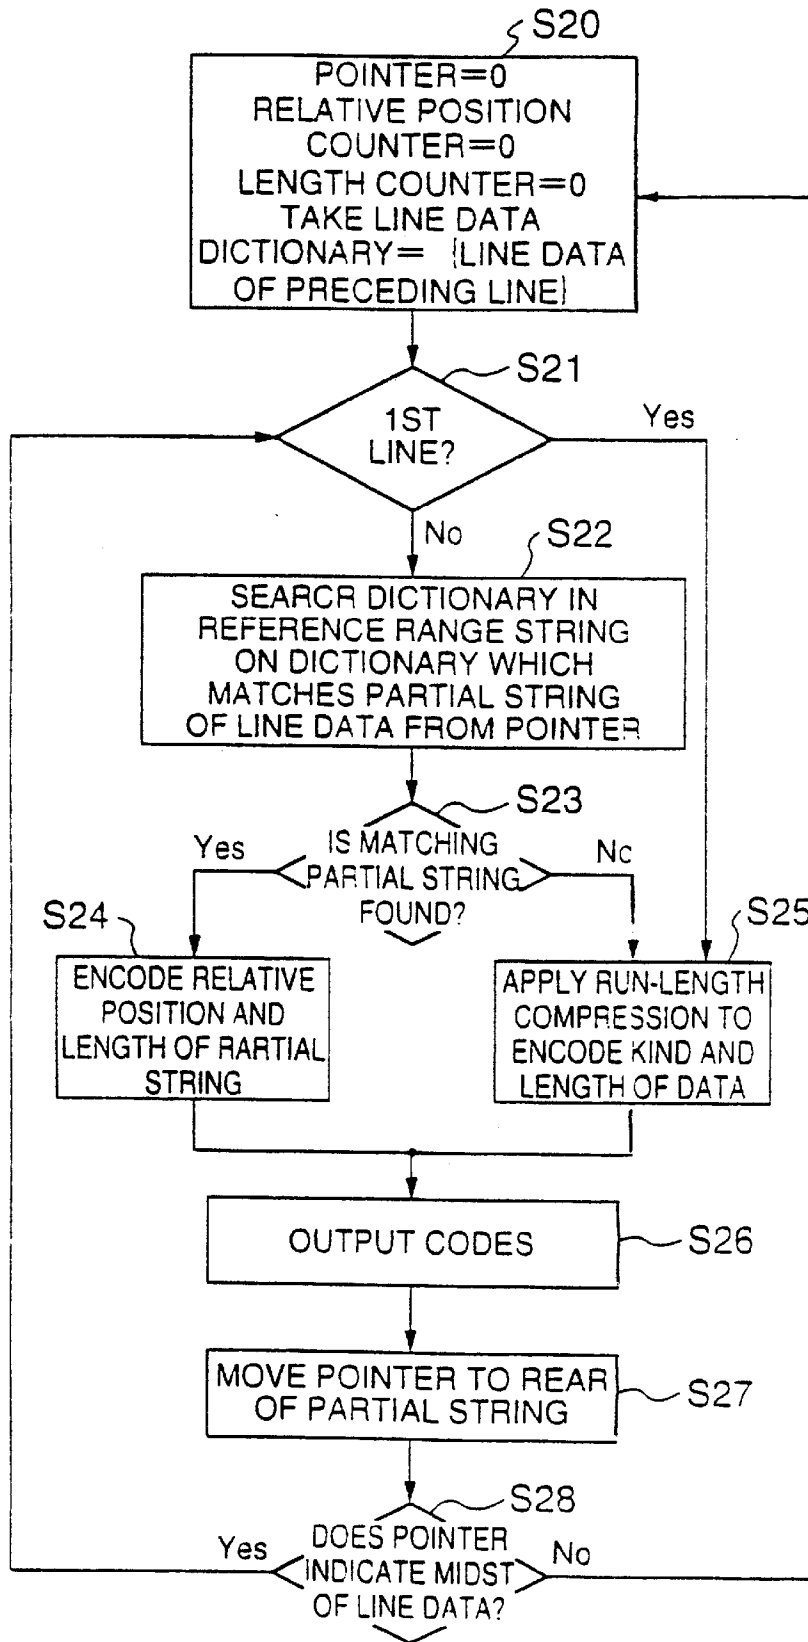 S20
POINTER=0
RELATIVE POSITION
COUNTER=0
LENGTH COUNTER=0
TAKE LINE DATA
DICTIONARY= {LINE DATA
OF PRECEDING LINE}
S21
1ST
LINE?
Yes
No
S22
SEARCR DICTIONARY IN
REFERENCE RANGE STRING
ON DICTIONARY WHICH
MATCHES PARTIAL STRING
OF LINE DATA FROM POINTER
S23
IS MATCHING
PARTIAL STRING
FOUND?
Yes
No
S24
ENCODE RELATIVE
POSITION AND
LENGTH OF RARTIAL
STRING
S25
APPLY RUN-LENGTH
COMPRESSION TO
ENCODE KIND AND
LENGTH OF DATA
OUTPUT CODES
S26
MOVE POINTER TO REAR
OF PARTIAL STRING
S27
S28
DOES POINTER
INDICATE MIDST
OF LINE DATA?
Yes
No